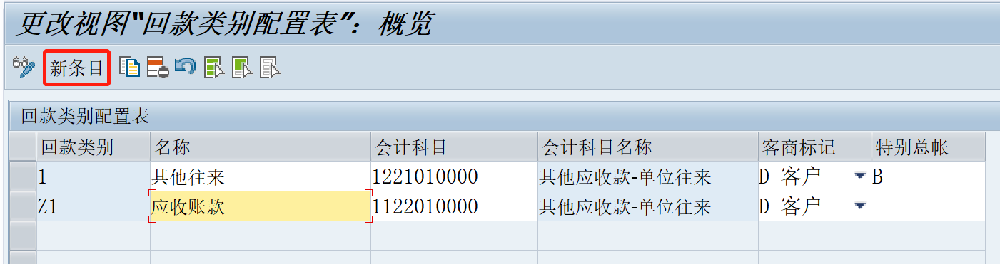 更改视图"回款类别配置表"：概览
新条目
回款类别配置表
回款类别 名称 会计科目 会计科目名称 客商标记 特别总帐
1 其他往来 1221010000 其他应收款-单位往来 D 客户 B
Z1 应收账款 1122010000 其他应收款-单位往来 D 客户